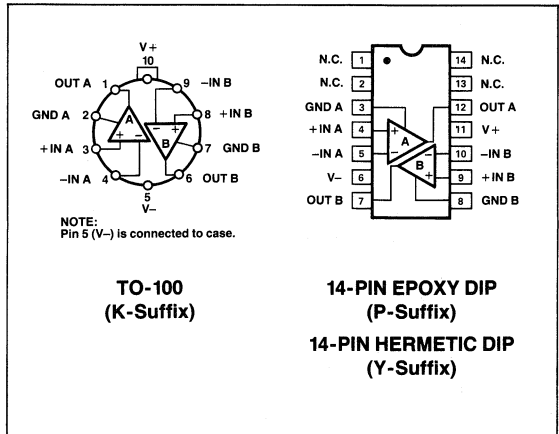 V+
10
OUT A 1
9 –IN B
GND A 2
8 +IN B
A
+ –
– +
B
+IN A 3
7 GND B
–IN A 4
6 OUT B
5
V–
NOTE:
Pin 5 (V–) is connected to case.
TO-100
(K-Suffix)
N.C. 1
14 N.C.
N.C. 2
13 N.C.
GND A 3
12 OUT A
+IN A 4
+
A
11 V+
–IN A 5
–
–
10 –IN B
V– 6
B
+
9 +IN B
OUT B 7
8 GND B
14-PIN EPOXY DIP
(P-Suffix)
14-PIN HERMETIC DIP
(Y-Suffix)